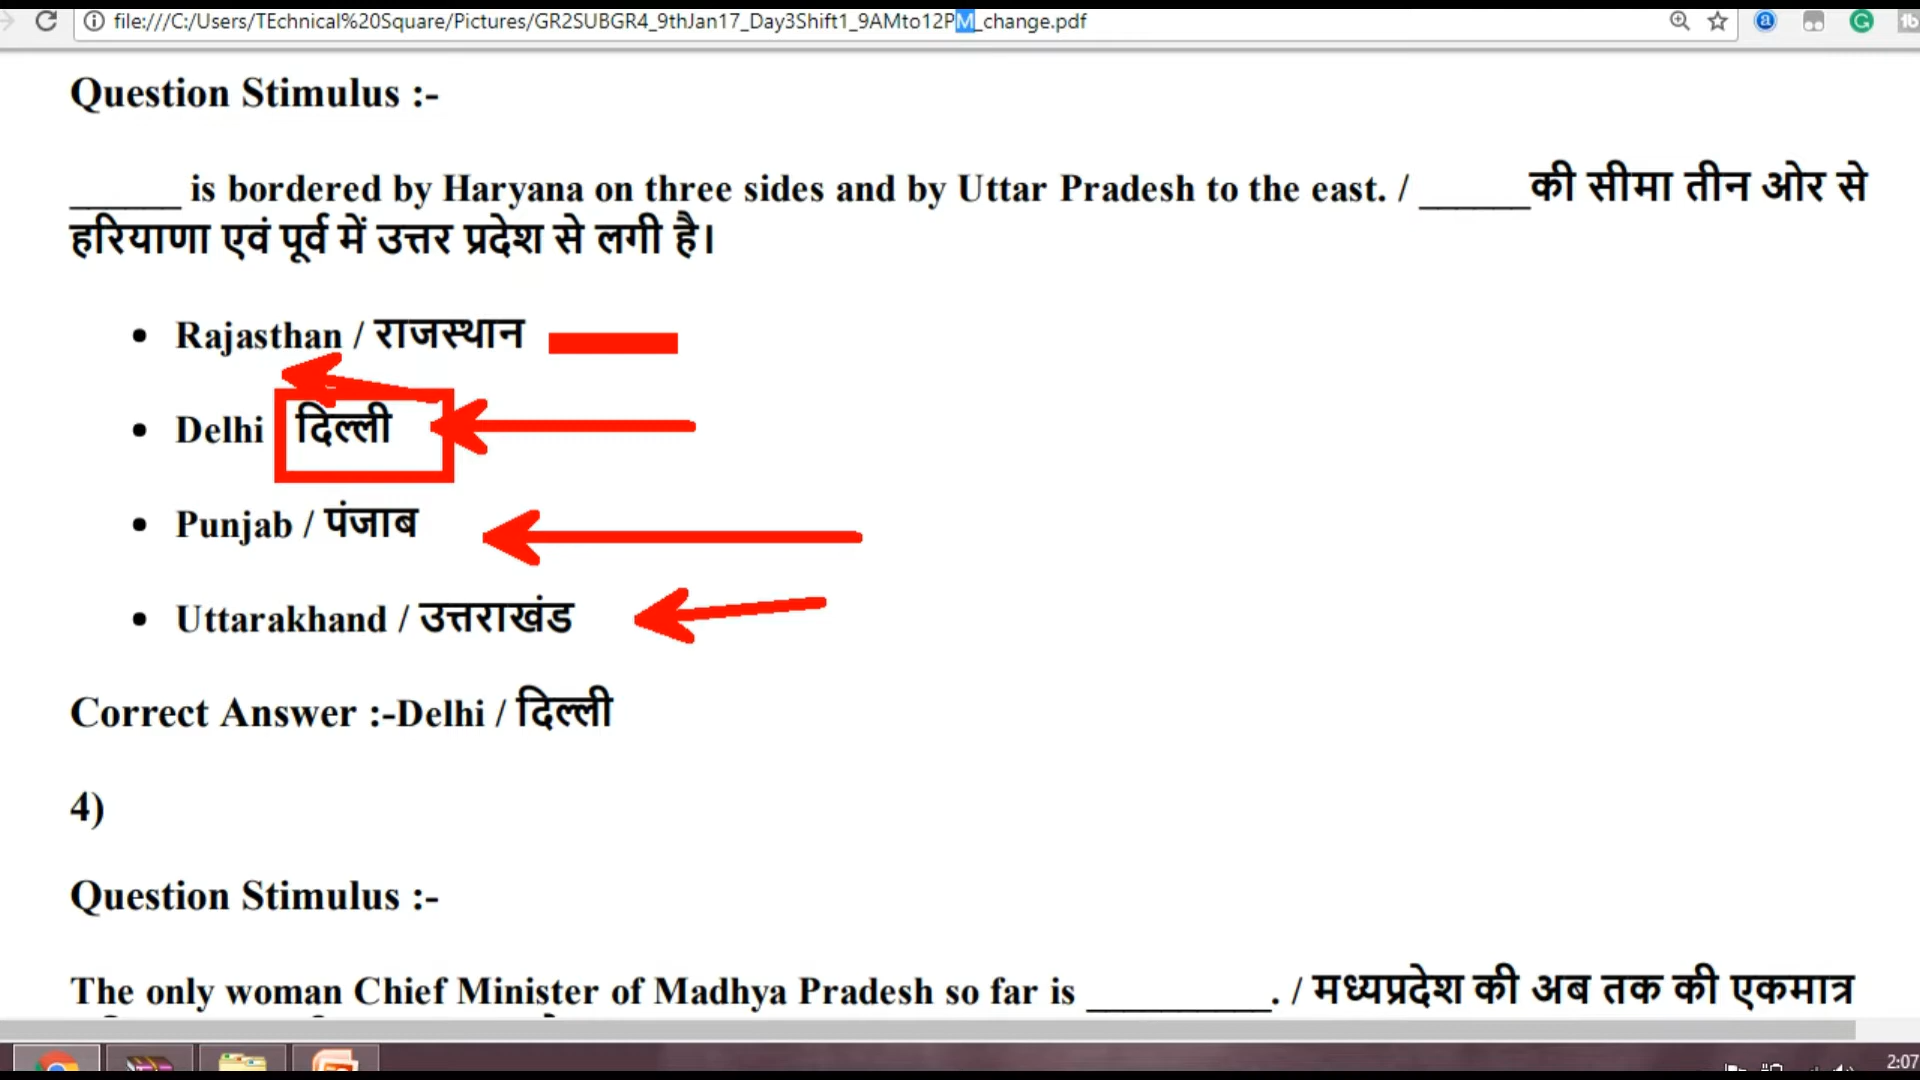 file:///C:/Users/TEchnical%20Square/Pictures/GR2SUBGR4_9thJan17_Day3Shift1_9AMto12PM_change.pdf
Question Stimulus :-
______ is bordered by Haryana on three sides and by Uttar Pradesh to the east. / ______की सीमा तीन ओर से
हरियाणा एवं पूर्व में उत्तर प्रदेश से लगी है।
• Rajasthan / राजस्थान
• Delhi दिल्ली
• Punjab / पंजाब
• Uttarakhand / उत्तराखंड
Correct Answer :-Delhi / दिल्ली
4)
Question Stimulus :-
The only woman Chief Minister of Madhya Pradesh so far is __________. / मध्यप्रदेश की अब तक की एकमात्र
2:07